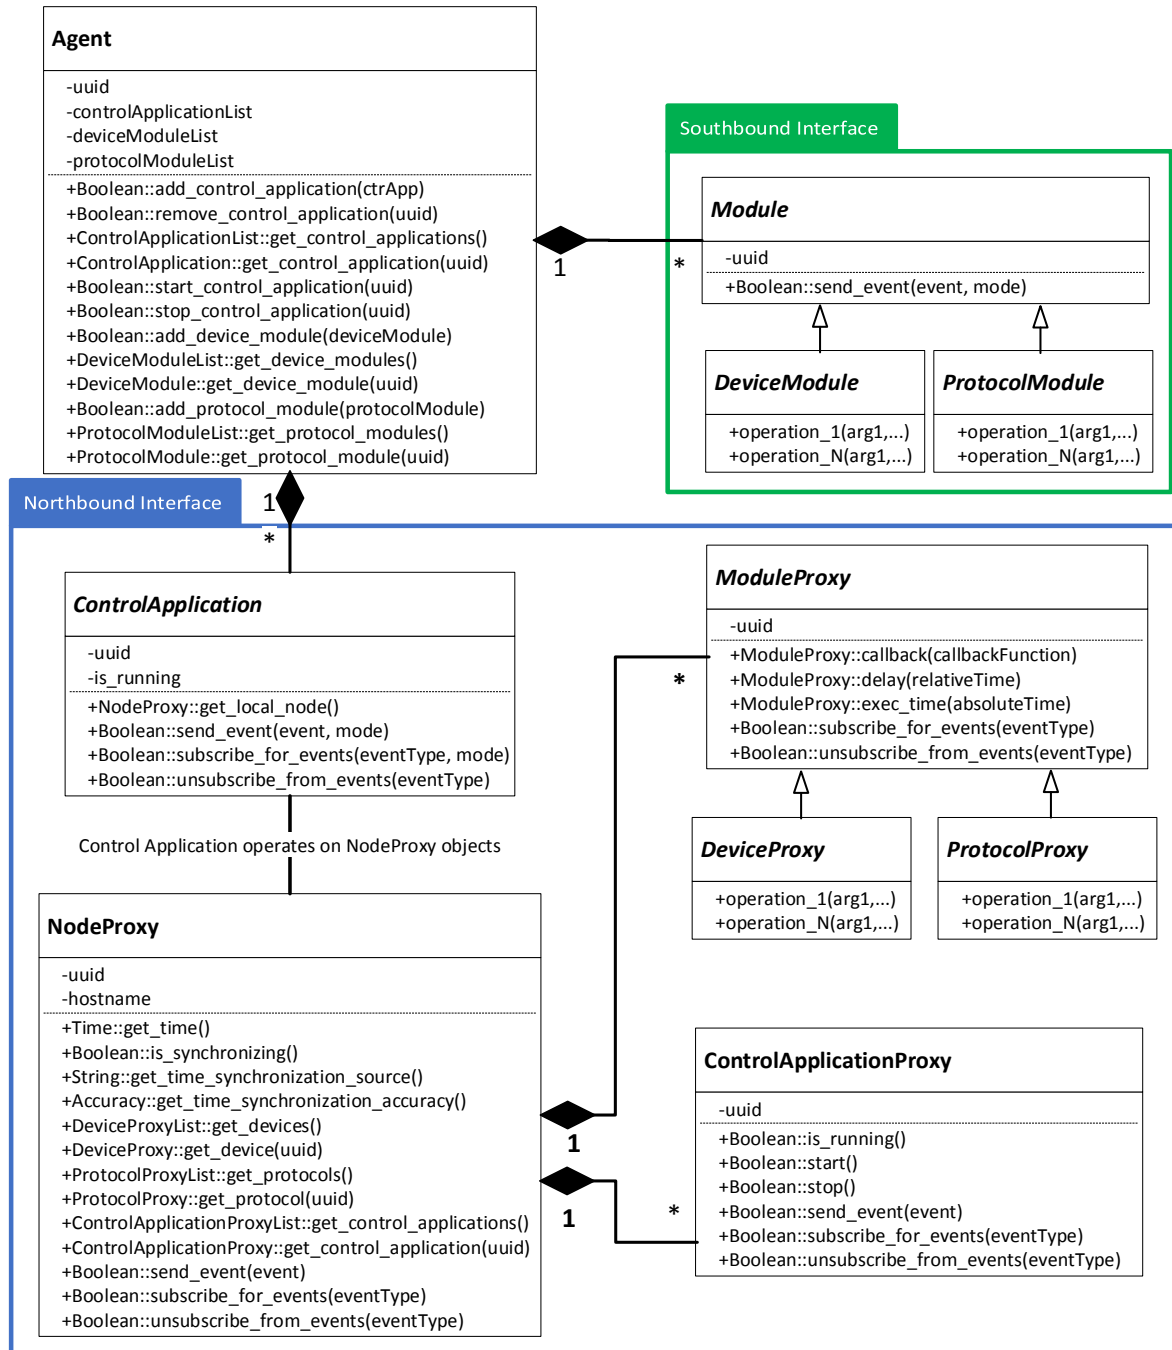 Agent
-uuid
-controlApplicationList
-deviceModuleList
-protocolModuleList
+Boolean::add_control_application(ctrApp)
+Boolean::remove_control_application(uuid)
+ControlApplicationList::get_control_applications()
+ControlApplication::get_control_application(uuid)
+Boolean::start_control_application(uuid)
+Boolean::stop_control_application(uuid)
+Boolean::add_device_module(deviceModule)
+DeviceModuleList::get_device_modules()
+DeviceModule::get_device_module(uuid)
+Boolean::add_protocol_module(protocolModule)
+ProtocolModuleList::get_protocol_modules()
+ProtocolModule::get_protocol_module(uuid)
1
*
Southbound Interface
Module
-uuid
+Boolean::send_event(event, mode)
DeviceModule
+operation_1(arg1,...)
+operation_N(arg1,...)
ProtocolModule
+operation_1(arg1,...)
+operation_N(arg1,...)
Northbound Interface
1
*
ControlApplication
-uuid
-is_running
+NodeProxy::get_local_node()
+Boolean::send_event(event, mode)
+Boolean::subscribe_for_events(eventType, mode)
+Boolean::unsubscribe_from_events(eventType)
Control Application operates on NodeProxy objects
NodeProxy
-uuid
-hostname
+Time::get_time()
+Boolean::is_synchronizing()
+String::get_time_synchronization_source()
+Accuracy::get_time_synchronization_accuracy()
+DeviceProxyList::get_devices()
+DeviceProxy::get_device(uuid)
+ProtocolProxyList::get_protocols()
+ProtocolProxy::get_protocol(uuid)
+ControlApplicationProxyList::get_control_applications()
+ControlApplicationProxy::get_control_application(uuid)
+Boolean::send_event(event)
+Boolean::subscribe_for_events(eventType)
+Boolean::unsubscribe_from_events(eventType)
1
*
ModuleProxy
-uuid
+ModuleProxy::callback(callbackFunction)
+ModuleProxy::delay(relativeTime)
+ModuleProxy::exec_time(absoluteTime)
+Boolean::subscribe_for_events(eventType)
+Boolean::unsubscribe_from_events(eventType)
DeviceProxy
+operation_1(arg1,...)
+operation_N(arg1,...)
ProtocolProxy
+operation_1(arg1,...)
+operation_N(arg1,...)
1
*
ControlApplicationProxy
-uuid
+Boolean::is_running()
+Boolean::start()
+Boolean::stop()
+Boolean::send_event(event)
+Boolean::subscribe_for_events(eventType)
+Boolean::unsubscribe_from_events(eventType)